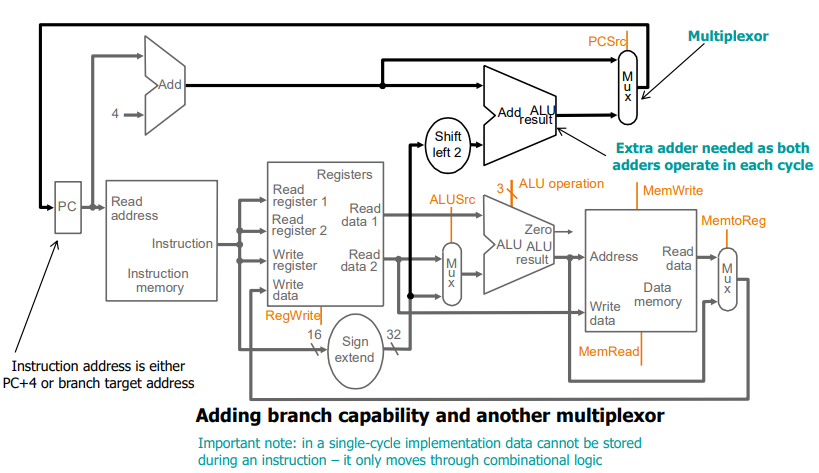 PCSrc
Multiplexor
M
u
x
Add
4
Add ALU
result
Shift
left 2
Extra adder needed as both
adders operate in each cycle
PC
Read
address
Instruction
Instruction
memory
Registers
Read
register 1
Read
register 2
Write
register
Write
data
Read
data 1
Read
data 2
RegWrite
16
Sign
extend
32
ALUSrc
M
u
x
3
ALU operation
Zero
ALU ALU
result
MemWrite
Address
Read
data
Data
memory
Write
data
MemRead
MemtoReg
M
u
x
Instruction address is either
PC+4 or branch target address
Adding branch capability and another multiplexor
Important note: in a single-cycle implementation data cannot be stored
during an instruction – it only moves through combinational logic